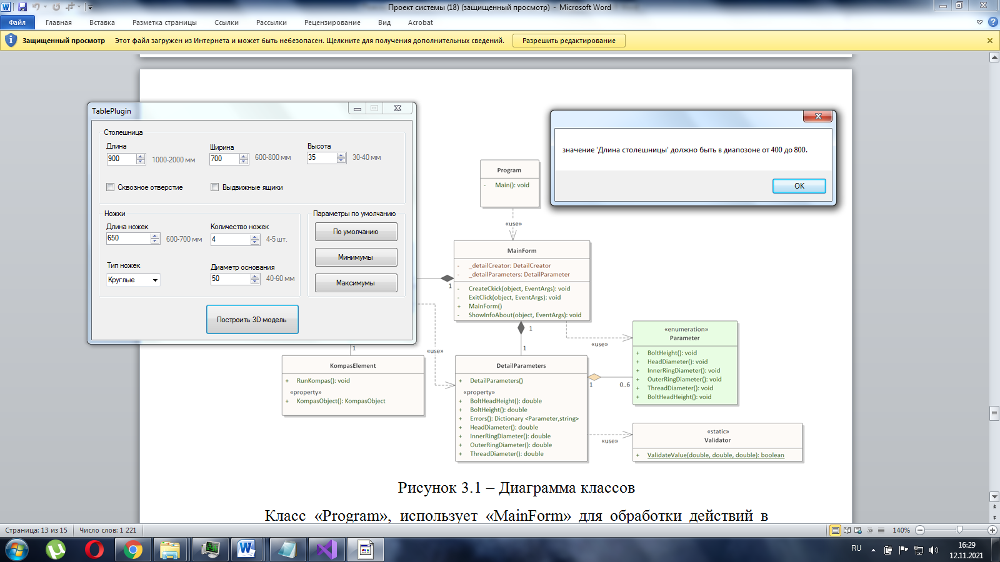 Проект системы (18) (защищенный просмотр) - Microsoft Word
Файл Главная Вставка Разметка страницы Ссылки Рассылки Рецензирование Вид Acrobat
Защищенный просмотр Этот файл загружен из Интернета и может быть небезопасен. Щелкните для получения дополнительных сведений. Разрешить редактирование
TablePlugin
Столешница
Длина Ширина Высота
900 1000-2000 мм 700 600-800 мм 35 30-40 мм
Сквозное отверстие Выдвижные ящики
Ножки
Длина ножек Количество ножек
650 600-700 мм 4 4-5 шт.
Тип ножек Диаметр основания
Круглые 50 40-60 мм
Параметры по умолчанию
По умолчанию
Минимумы
Максимумы
Построить 3D модель
значение 'Длина столешницы' должно быть в диапозоне от 400 до 800.
OK
Program
- Main(): void
«use»
MainForm
- _detailCreator: DetailCreator
- _detailParameters: DetailParameter
- CreateCkick(object, EventArgs): void
- ExitClick(object, EventArgs): void
+ MainForm()
- ShowInfoAbout(object, EventArgs): void
1
1
1
1
«use»
«use»
«enumeration»
Parameter
+ BoltHeight(): void
+ HeadDiameter(): void
+ InnerRingDiameter(): void
+ OuterRingDiameter(): void
+ ThreadDiameter(): void
+ BoltHeadHeight(): void
KompasElement
+ RunKompas(): void
«property»
+ KompasObject(): KompasObject
DetailParameters
+ DetailParameters()
«property»
+ BoltHeadHeight(): double
+ BoltHeight(): double
+ Errors(): Dictionary <Parameter,string>
+ HeadDiameter(): double
+ InnerRingDiameter(): double
+ OuterRingDiameter(): double
+ ThreadDiameter(): double
1 0..6
«use»
«static»
Validator
+ ValidateValue(double, double, double): boolean
Рисунок 3.1 – Диаграмма классов
Класс «Program», использует «MainForm» для обработки действий в
Страница: 13 из 15 Число слов: 1 221 140%
RU 16:29
12.11.2021